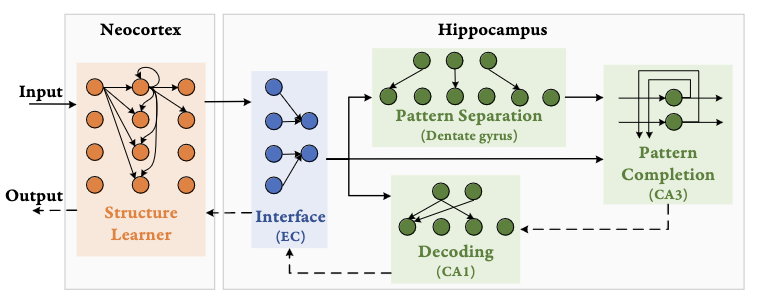 Neocortex
Hippocampus
Input
Output
Structure
Learner
Interface
(EC)
Pattern Separation
(Dentate gyrus)
Pattern
Completion
(CA3)
Decoding
(CA1)